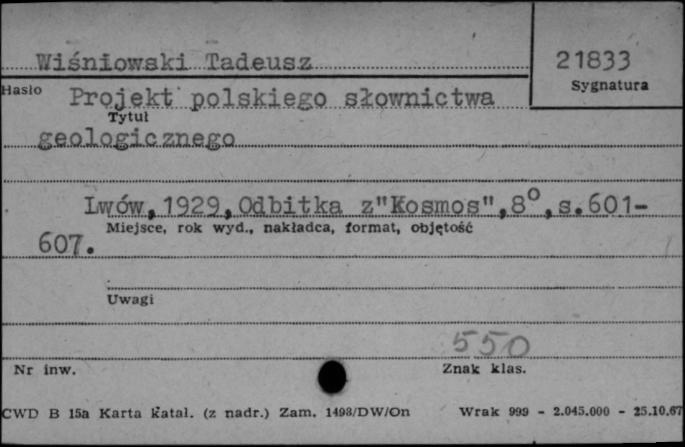 Wiśniowski Tadeusz
21833
Hasło
Sygnatura
Projekt polskiego słownictwa
Tytuł
geologicznego
Lwów, 1929, Odbitka z"Kosmos", 8°, s.601-
Miejsce, rok wyd., nakładca, format, objętość
607.
Uwagi
550
Nr inw.
Znak klas.
CWD B 15a Karta katal. (z nadr.) Zam. 1498/DW/On Wrak 999 - 2.045.000 - 25.10.67